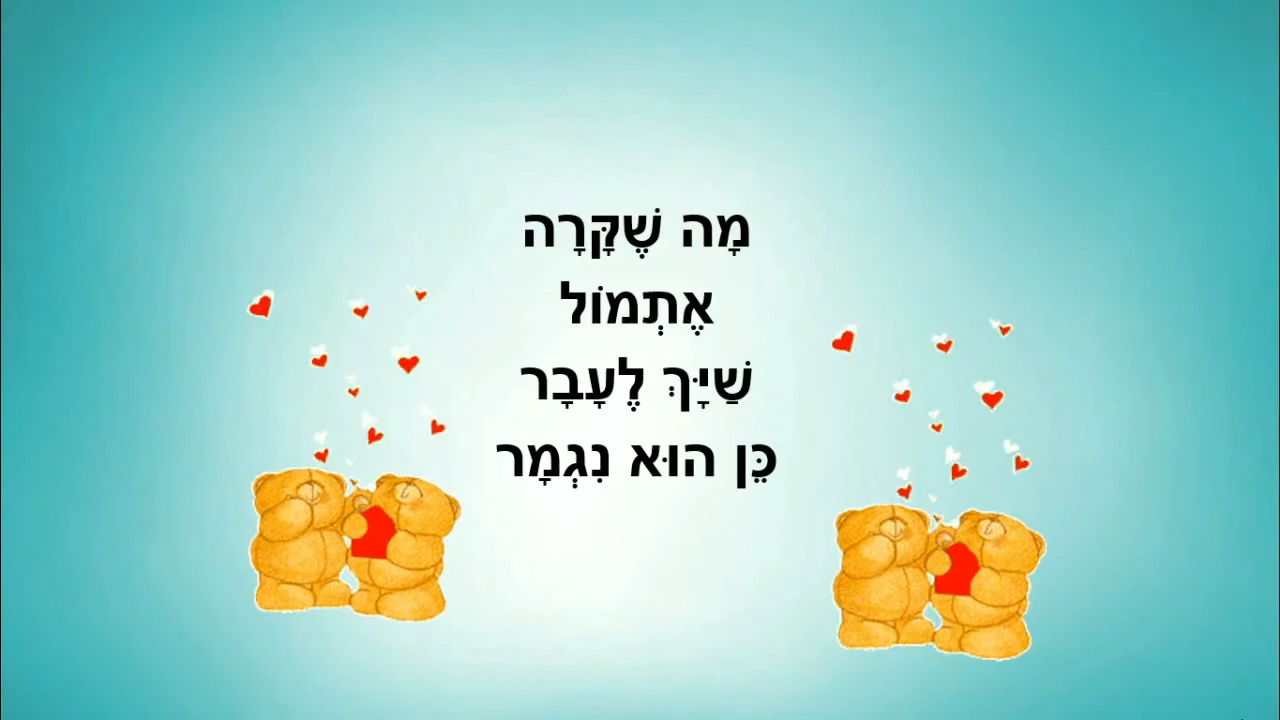 מָה שֶׁקָּרָה
אֶתְמוֹל
שַׁיָּךְ לֶעָבָר
כֵּן הוּא נִגְמָר